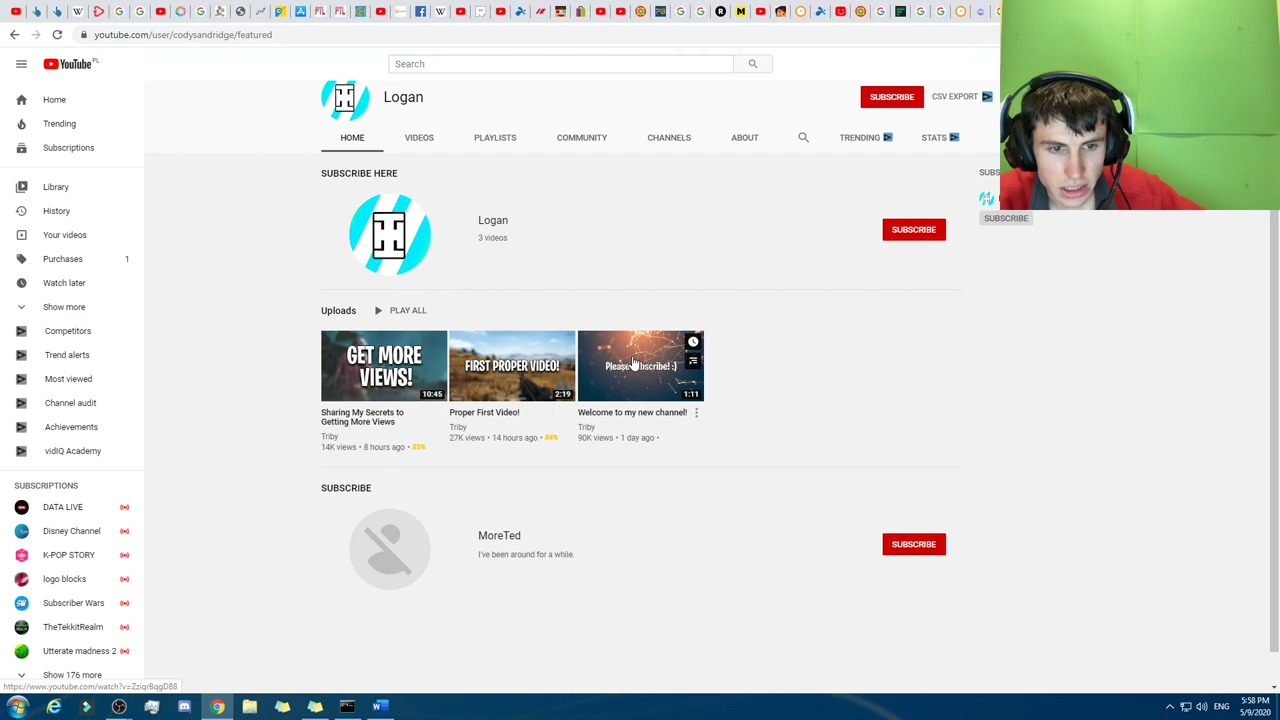 youtube.com/user/codysandridge/featured
YouTube PL
Search
Home
Trending
Subscriptions
Library
History
Your videos
Purchases 1
Watch later
Show more
Competitors
Trend alerts
Most viewed
Channel audit
Achievements
vidIQ Academy
SUBSCRIPTIONS
DATA LIVE
Disney Channel
K-POP STORY
logo blocks
Subscriber Wars
TheTekkitRealm
Utterate madness 2
Show 176 more
Logan
SUBSCRIBE CSV EXPORT
HOME VIDEOS PLAYLISTS COMMUNITY CHANNELS ABOUT TRENDING STATS
SUBSCRIBE HERE
Logan
3 videos
SUBSCRIBE
SUBS
SUBSCRIBE
Uploads PLAY ALL
GET MORE
VIEWS!
10:45
Sharing My Secrets to
Getting More Views
Triby
14K views • 8 hours ago • 85%
FIRST PROPER VIDEO!
2:19
Proper First Video!
Triby
27K views • 14 hours ago • 84%
Please subscribe! :)
1:11
Welcome to my new channel!
Triby
90K views • 1 day ago •
SUBSCRIBE
MoreTed
I've been around for a while.
SUBSCRIBE
https://www.youtube.com/watch?v=ZziqrBqgD88
ENG
5:58 PM
5/9/2020